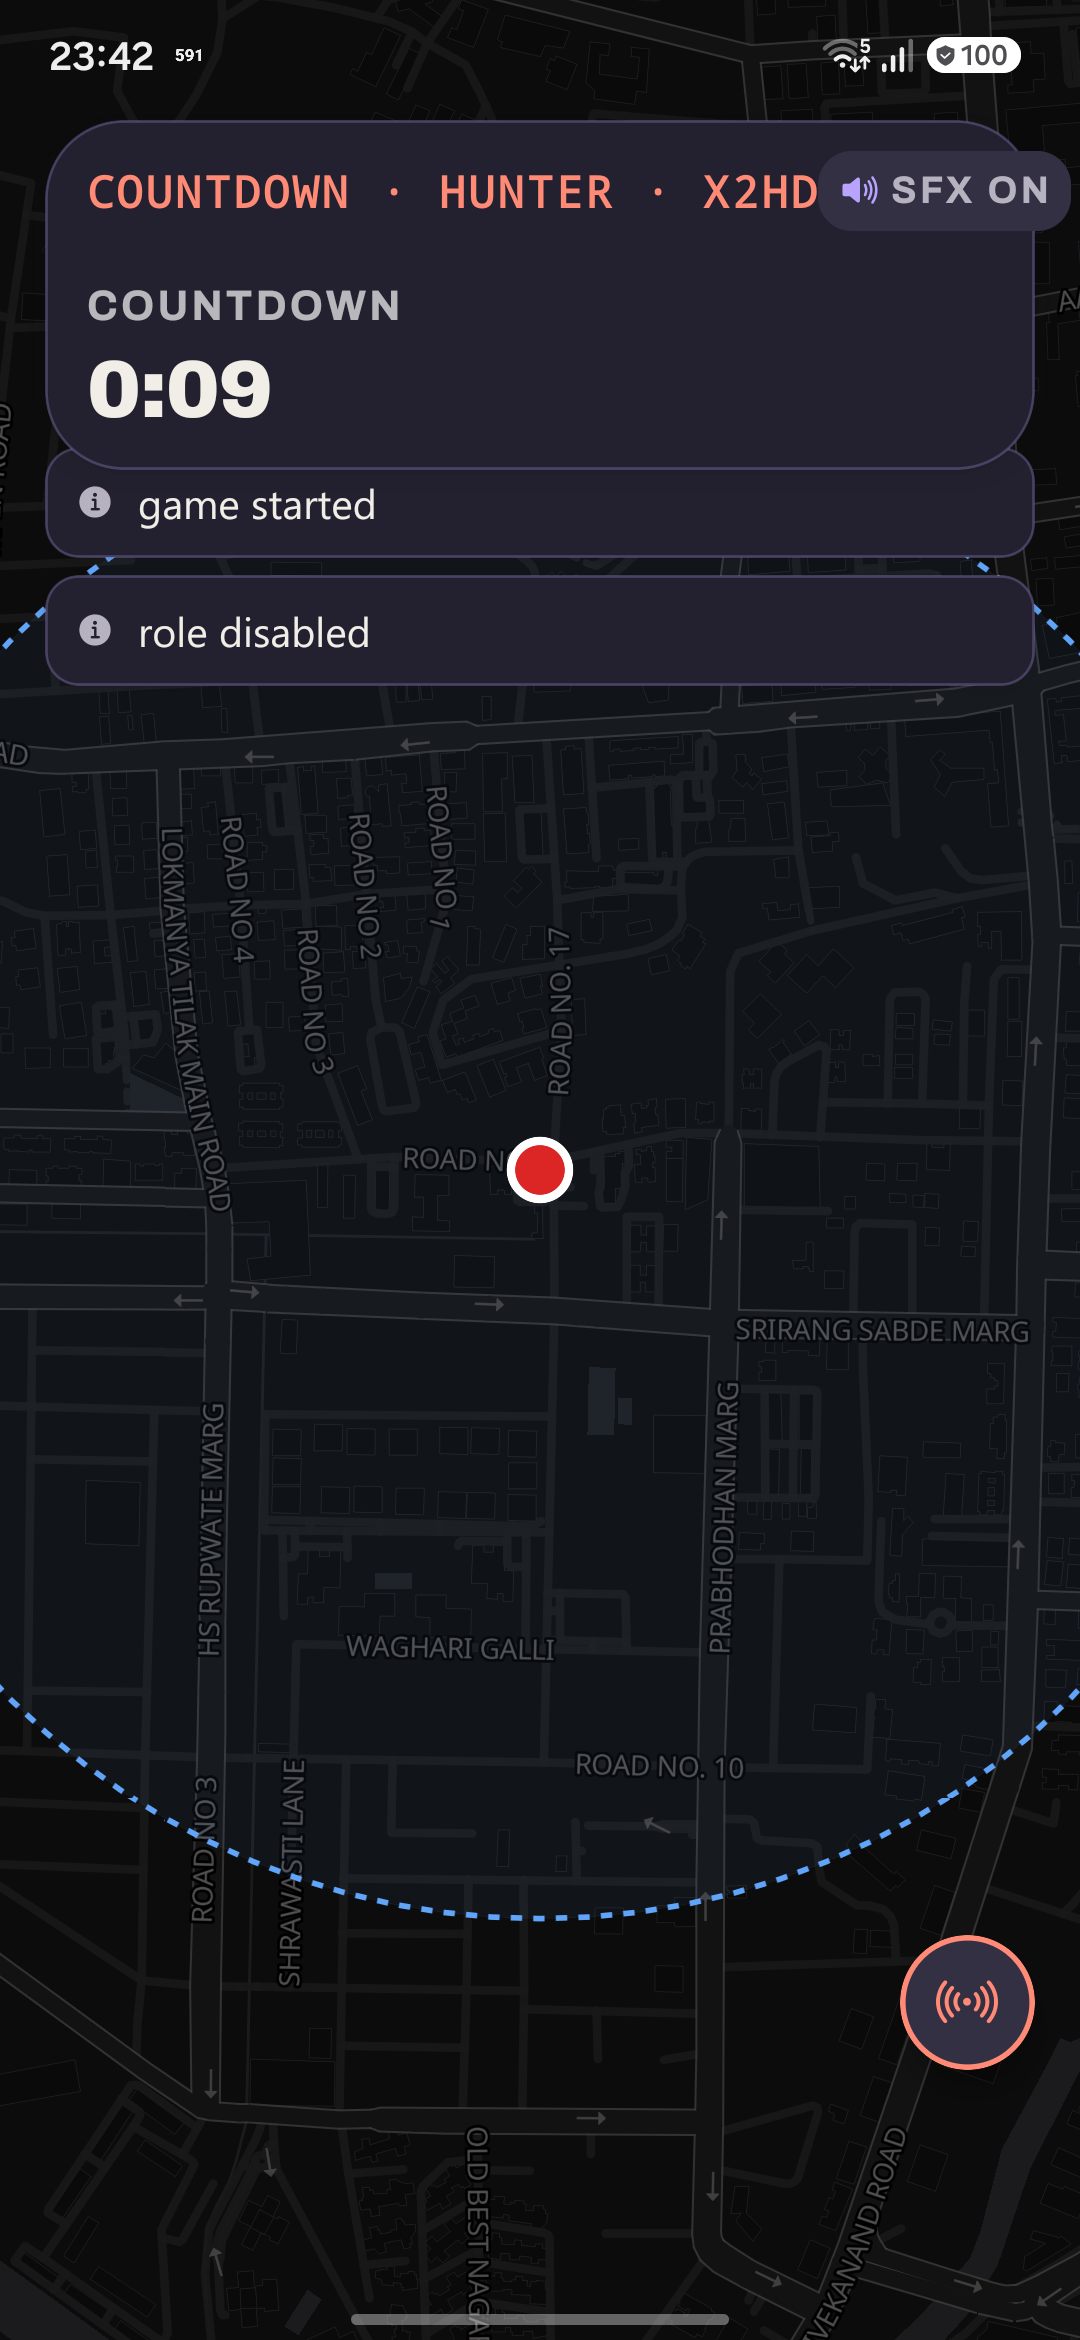 23:42 591 5 100
COUNTDOWN · HUNTER · X2HD
SFX ON
COUNTDOWN
0:09
game started
role disabled
AD
ROAD NO 1
ROAD NO 2
ROAD NO 4
LOKMANYA TILAK MAIN ROAD
ROAD NO 3
ROAD NO. 17
ROAD N
SRIRANG SABDE MARG
HS RUPWATE MARG
PRABHODHAN MARG
WAGHARI GALLI
ROAD NO. 10
ROAD NO 3
SHRAWASTI LANE
OLD BEST NAGAR
VEKANAND ROAD